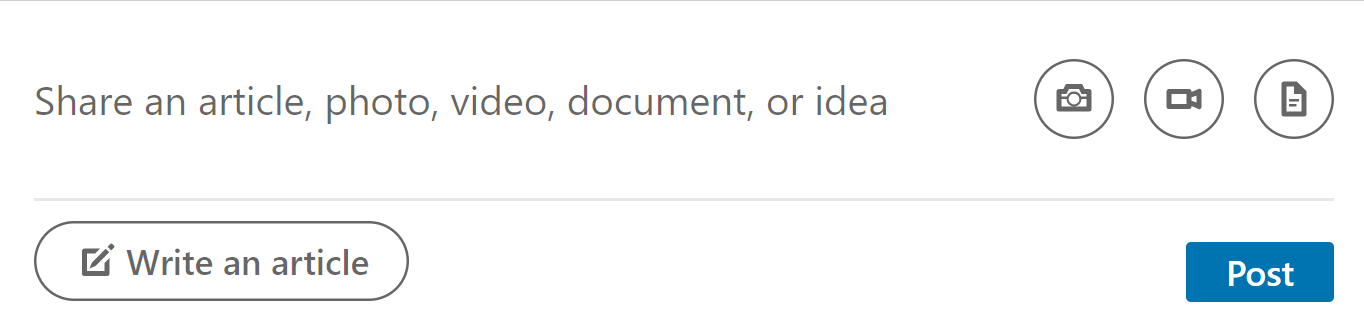 Share an article, photo, video, document, or idea
Write an article
Post